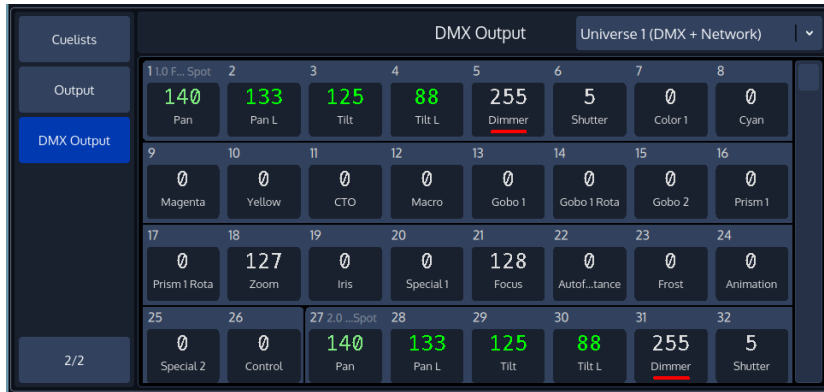 Cuelists
Output
DMX Output
2/2
DMX Output
Universe 1 (DMX + Network)
1 1.0 F... Spot 2 3 4 5 6 7 8
140 133 125 88 255 5 0 0
Pan Pan L Tilt Tilt L Dimmer Shutter Color 1 Cyan
9 10 11 12 13 14 15 16
0 0 0 0 0 0 0 0
Magenta Yellow CTO Macro Gobo 1 Gobo 1 Rota Gobo 2 Prism 1
17 18 19 20 21 22 23 24
0 127 0 0 128 0 0 0
Prism 1 Rota Zoom Iris Special 1 Focus Autof...tance Frost Animation
25 26 27 2.0 ...Spot 28 29 30 31 32
0 0 140 133 125 88 255 5
Special 2 Control Pan Pan L Tilt Tilt L Dimmer Shutter